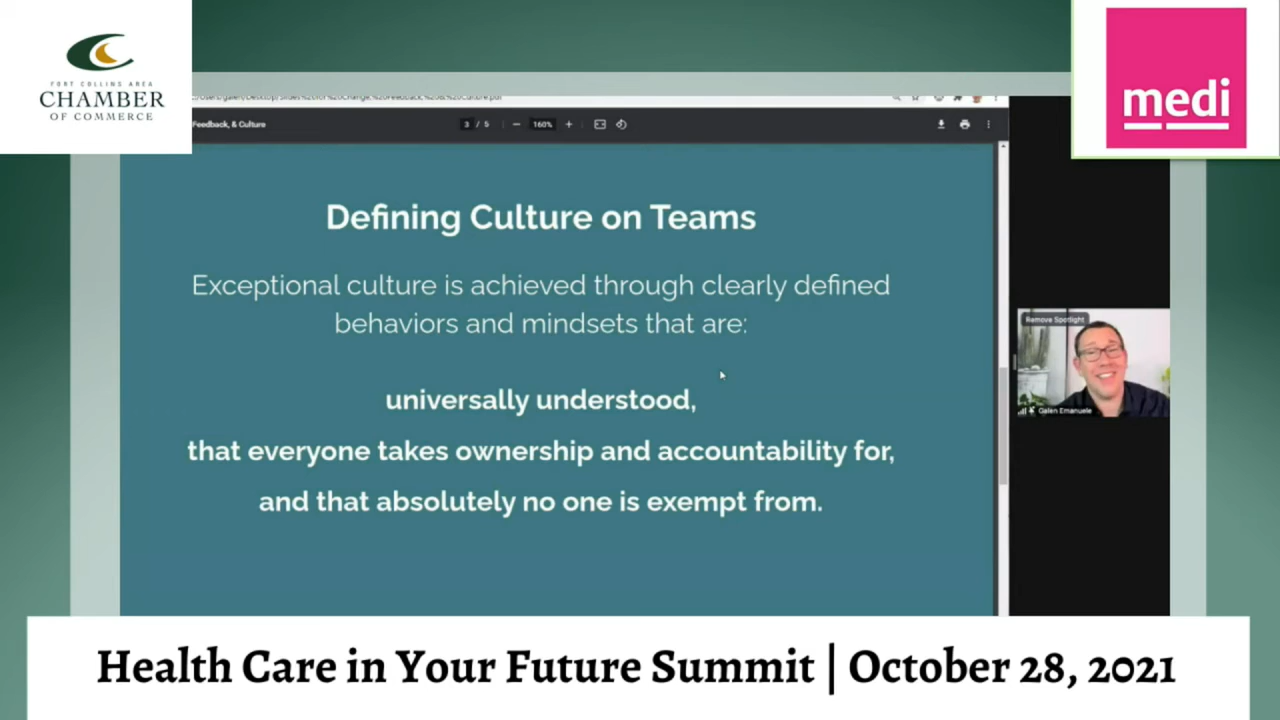 FORT COLLINS AREA
CHAMBER
OF COMMERCE
medi
Feedback, & Culture
3 / 5
160%
Defining Culture on Teams
Exceptional culture is achieved through clearly defined
behaviors and mindsets that are:
universally understood,
that everyone takes ownership and accountability for,
and that absolutely no one is exempt from.
Remove Spotlight
Galen Emanuele
Health Care in Your Future Summit | October 28, 2021